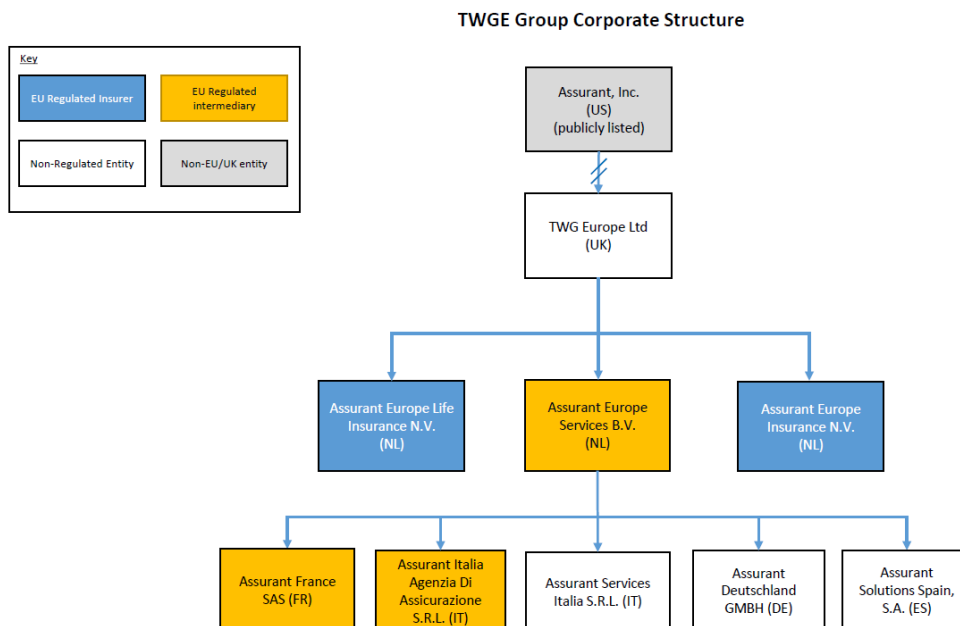 TWGE Group Corporate Structure
Key
EU Regulated Insurer
EU Regulated
intermediary
Non-Regulated Entity
Non-EU/UK entity
Assurant, Inc.
(US)
(publicly listed)
TWG Europe Ltd
(UK)
Assurant Europe Life
Insurance N.V.
(NL)
Assurant Europe
Services B.V.
(NL)
Assurant Europe
Insurance N.V.
(NL)
Assurant France
SAS (FR)
Assurant Italia
Agenzia Di
Assicurazione
S.R.L. (IT)
Assurant Services
Italia S.R.L. (IT)
Assurant
Deutschland
GMBH (DE)
Assurant
Solutions Spain,
S.A. (ES)